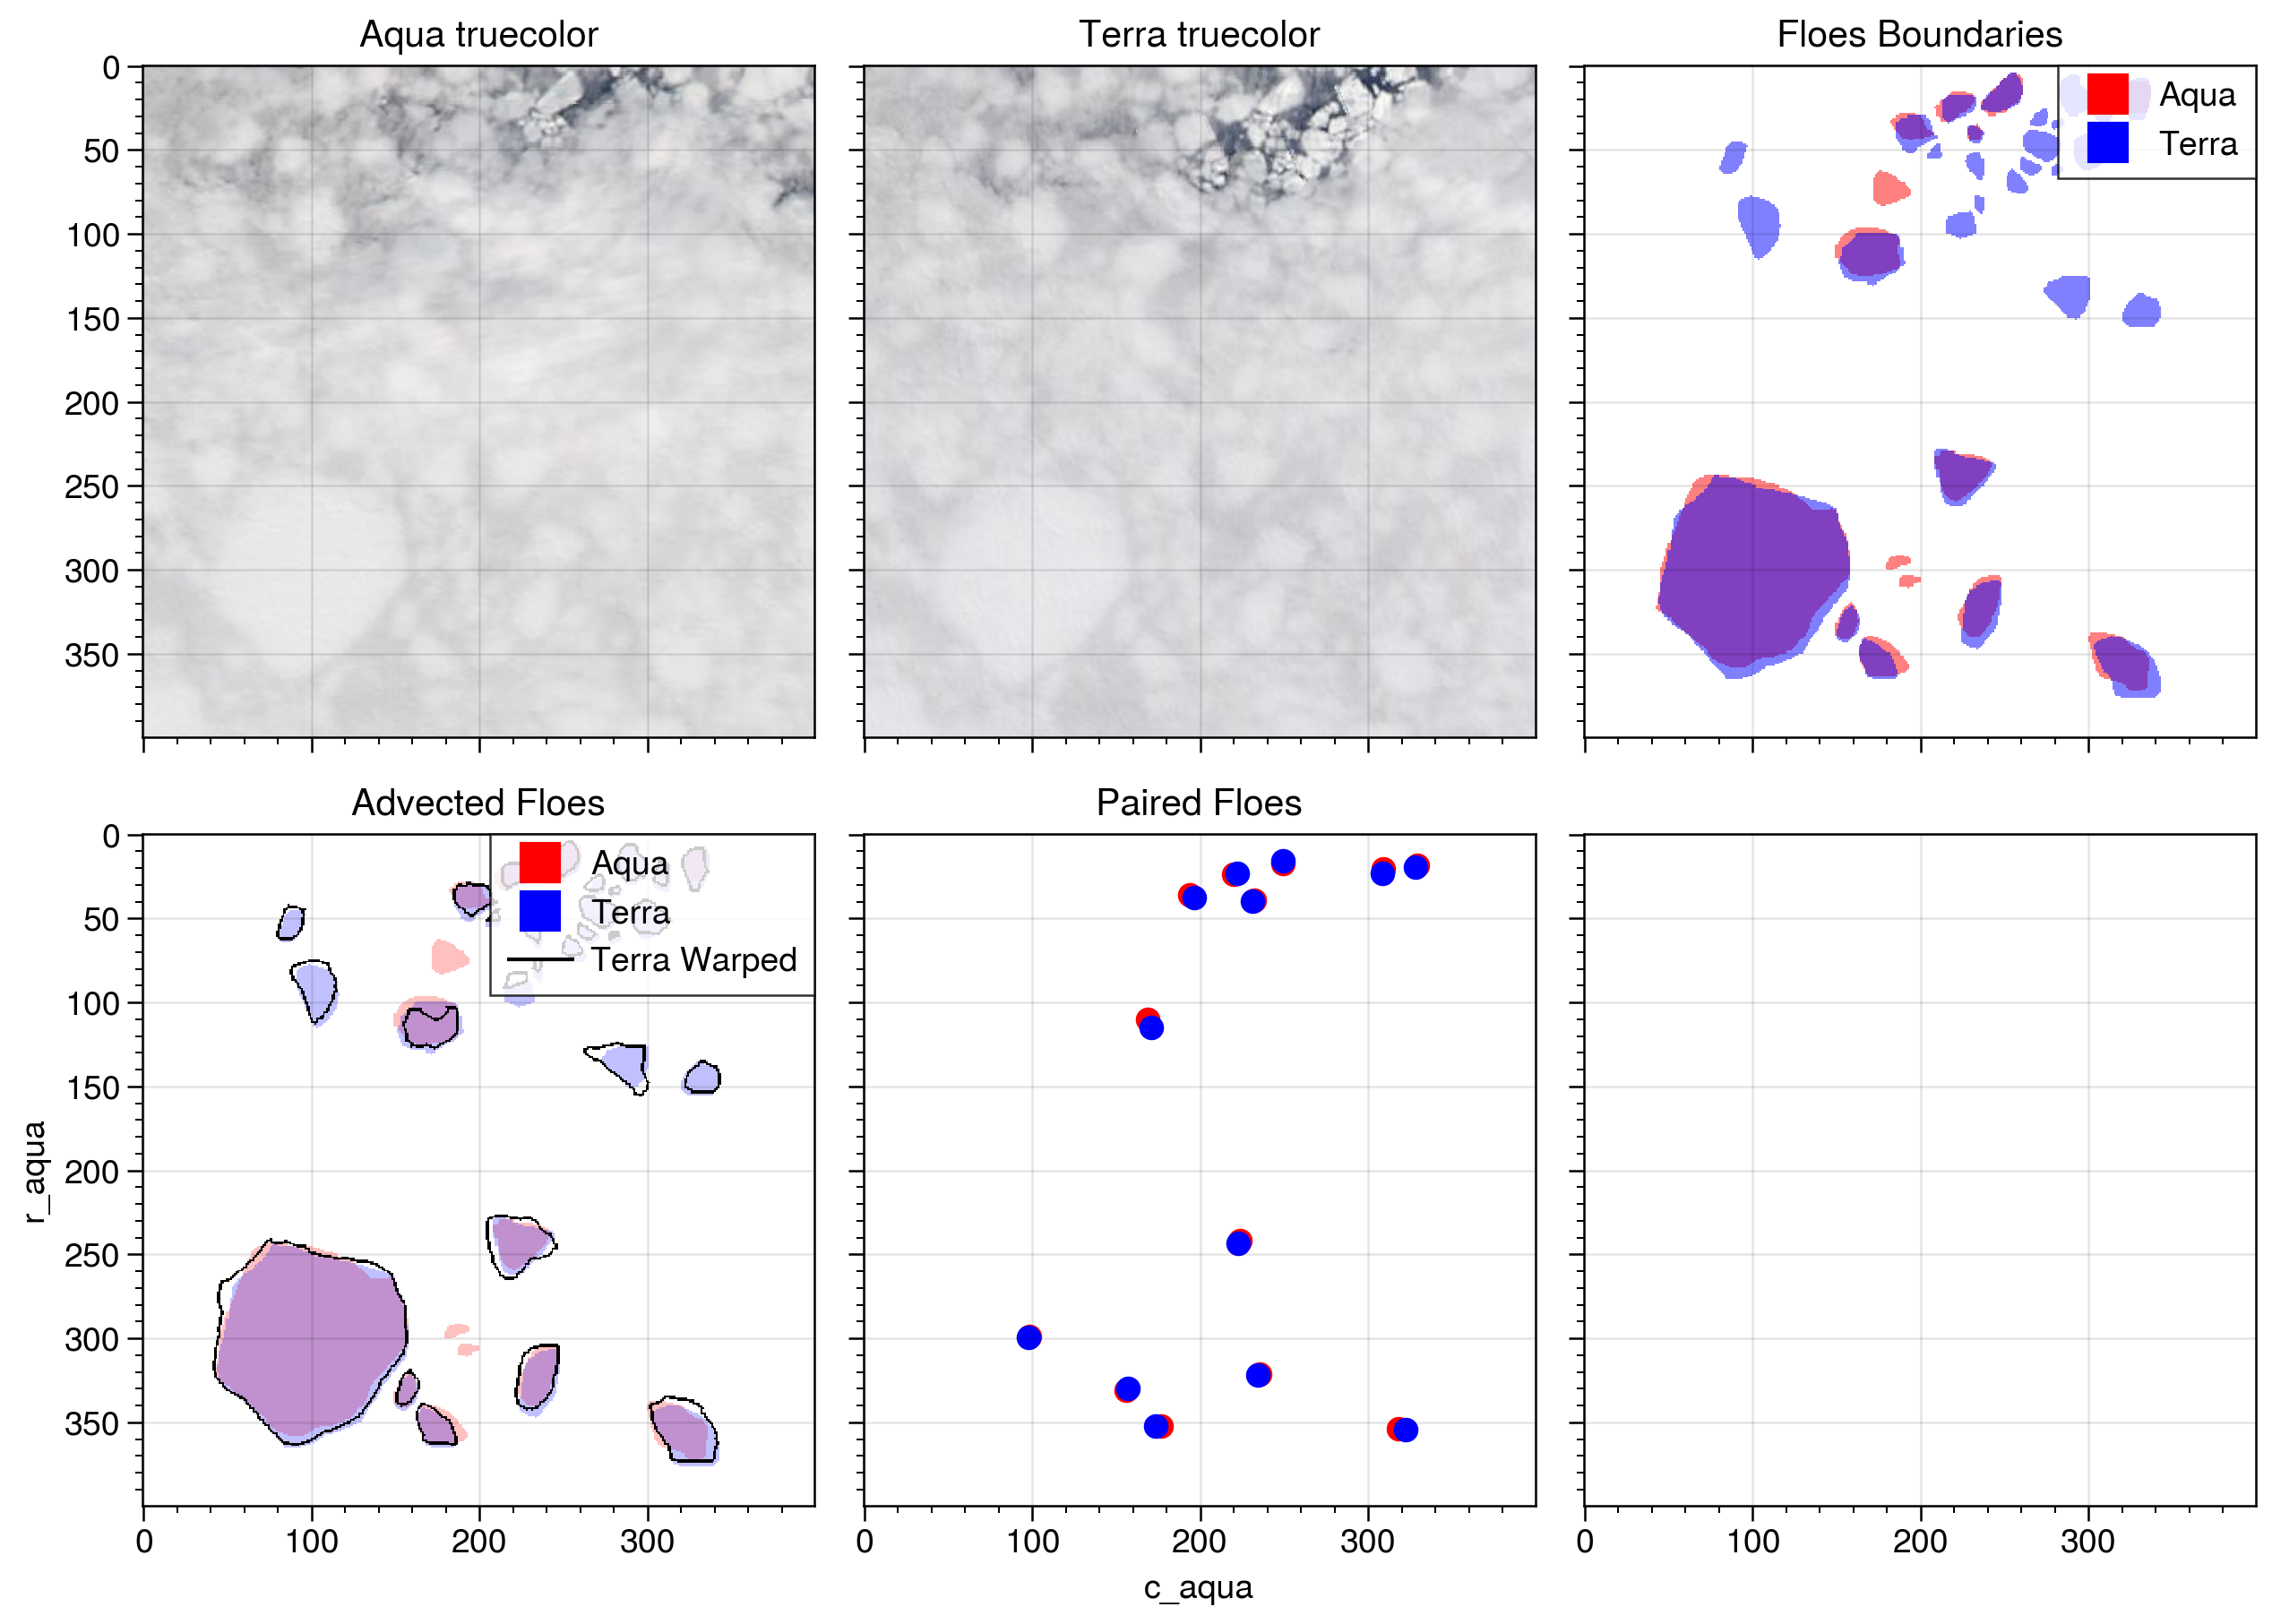 Aqua truecolor
Terra truecolor
Floes Boundaries
0
50
100
150
200
250
300
350
Aqua
Terra
Advected Floes
Paired Floes
0
50
100
150
200
250
300
350
r_aqua
Aqua
Terra
Terra Warped
0 100 200 300
0 100 200 300
0 100 200 300
c_aqua